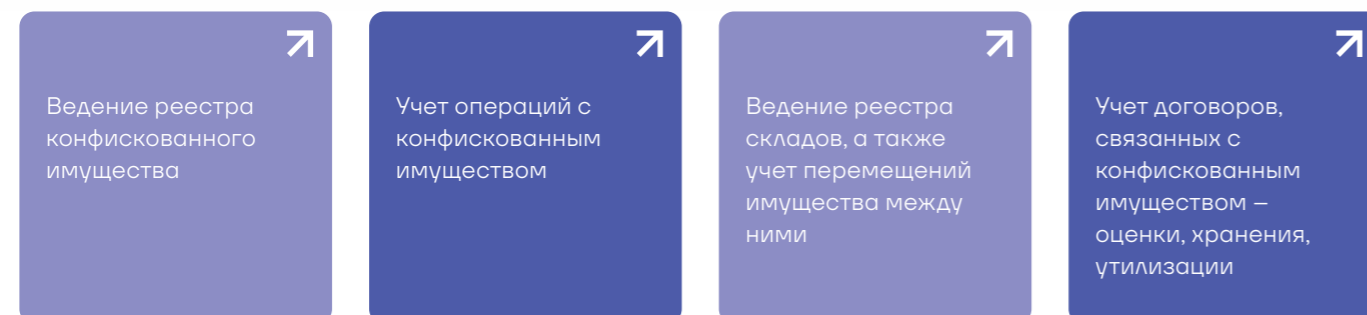 Ведение реестра
конфискованного
имущества
Учет операций с
конфискованным
имуществом
Ведение реестра
складов, а также
учет перемещений
имущества между
ними
Учет договоров,
связанных с
конфискованным
имуществом –
оценки, хранения,
утилизации